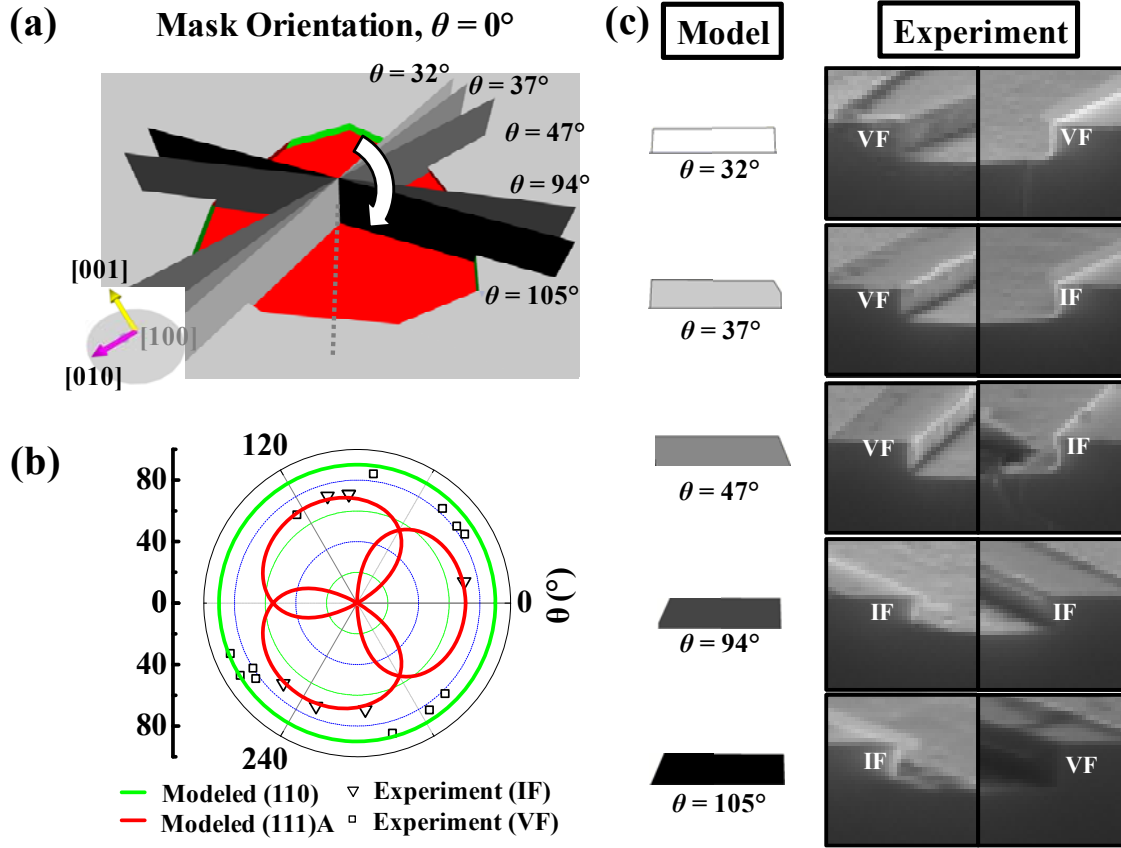 (a)
Mask Orientation, θ = 0°
θ = 32°
θ = 37°
θ = 47°
θ = 94°
θ = 105°
[001]
[100]
[010]
(b)
120
80
40
0
40
80
240
0
θ (°)
Modeled (110)
Experiment (IF)
Modeled (111)A
Experiment (VF)
(c)
Model
Experiment
θ = 32°
VF
VF
θ = 37°
VF
IF
θ = 47°
VF
IF
θ = 94°
IF
IF
θ = 105°
IF
VF